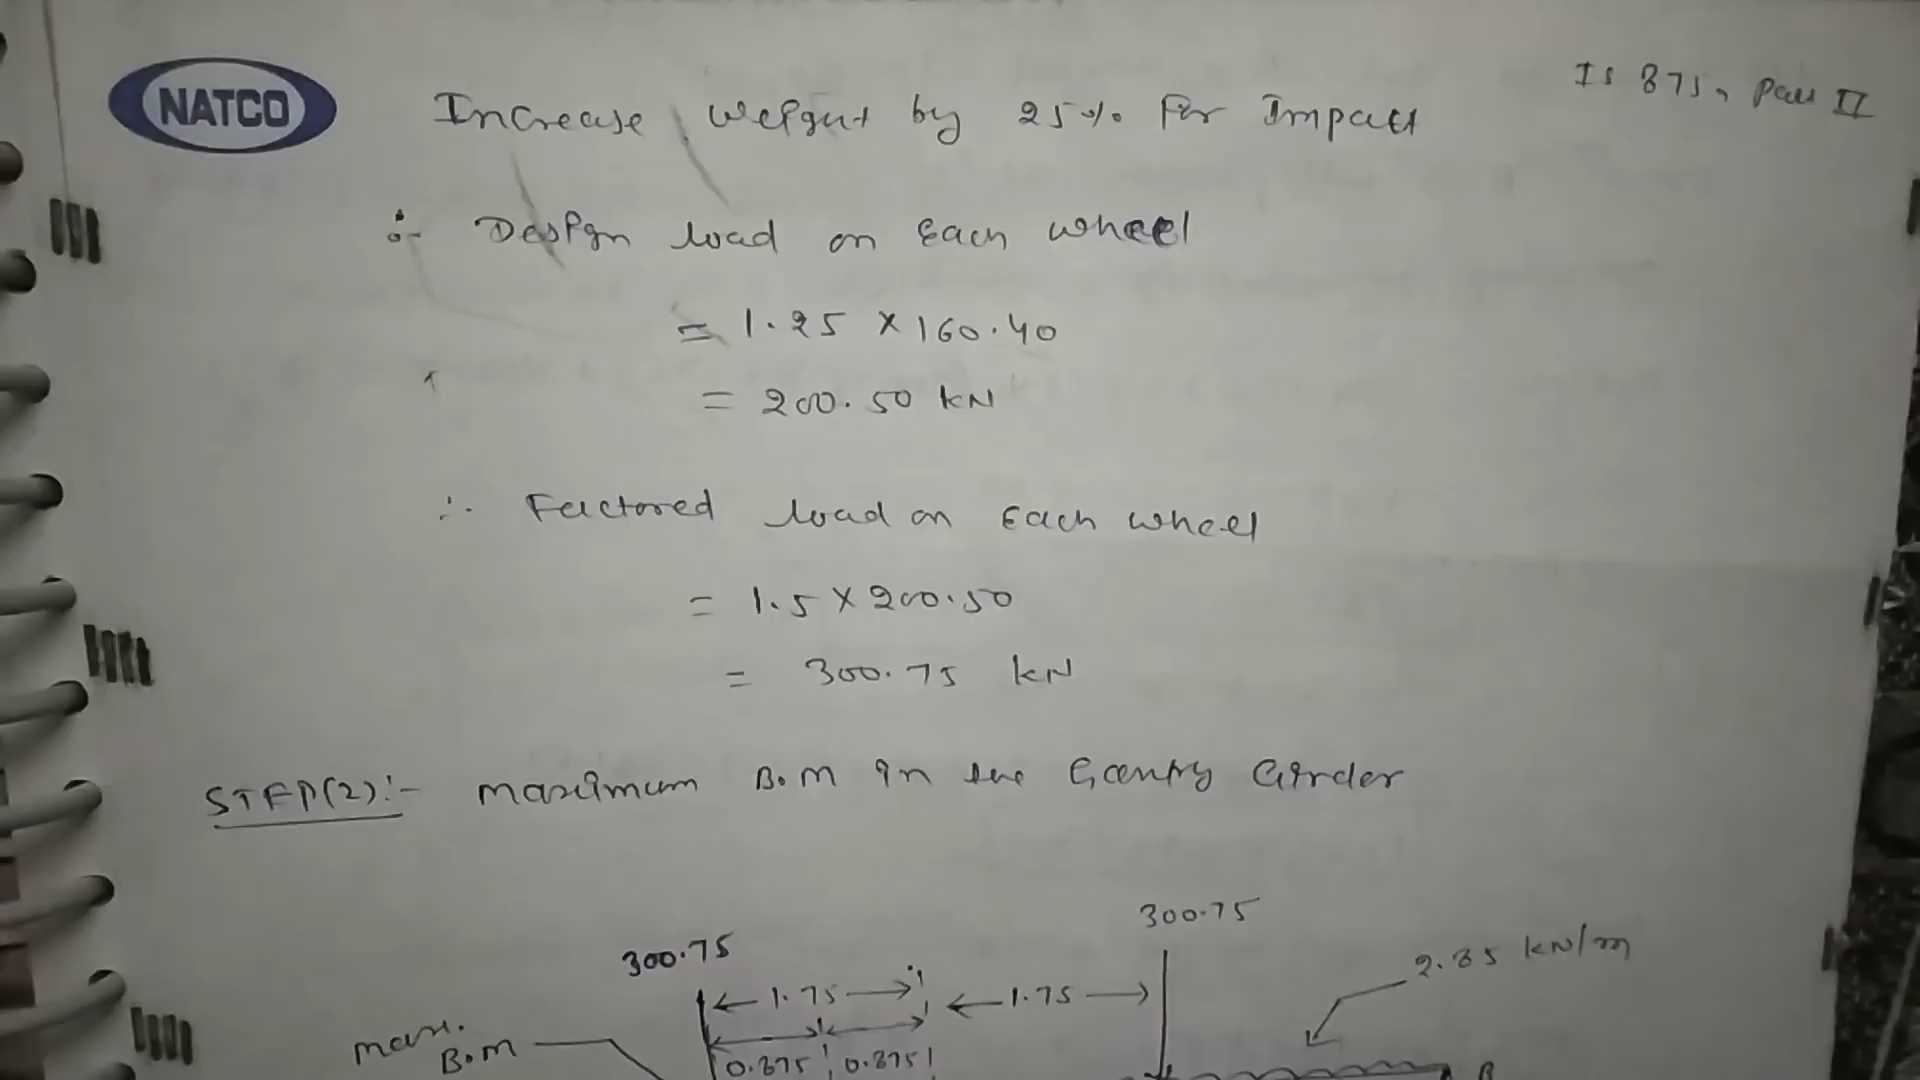 NATCO
IS 875, Part II
Increase weight by 25% for Impact
∴ Design load on Each wheel
= 1.25 × 160.40
= 200.50 kN
∴ Factored load on Each wheel
= 1.5 × 200.50
= 300.75 kN
STEP(2):- maximum B.M in the Gantry Girder
300.75
300.75
2.85 kN/m
1.75
1.75
max.
B.M
0.875
0.875
B